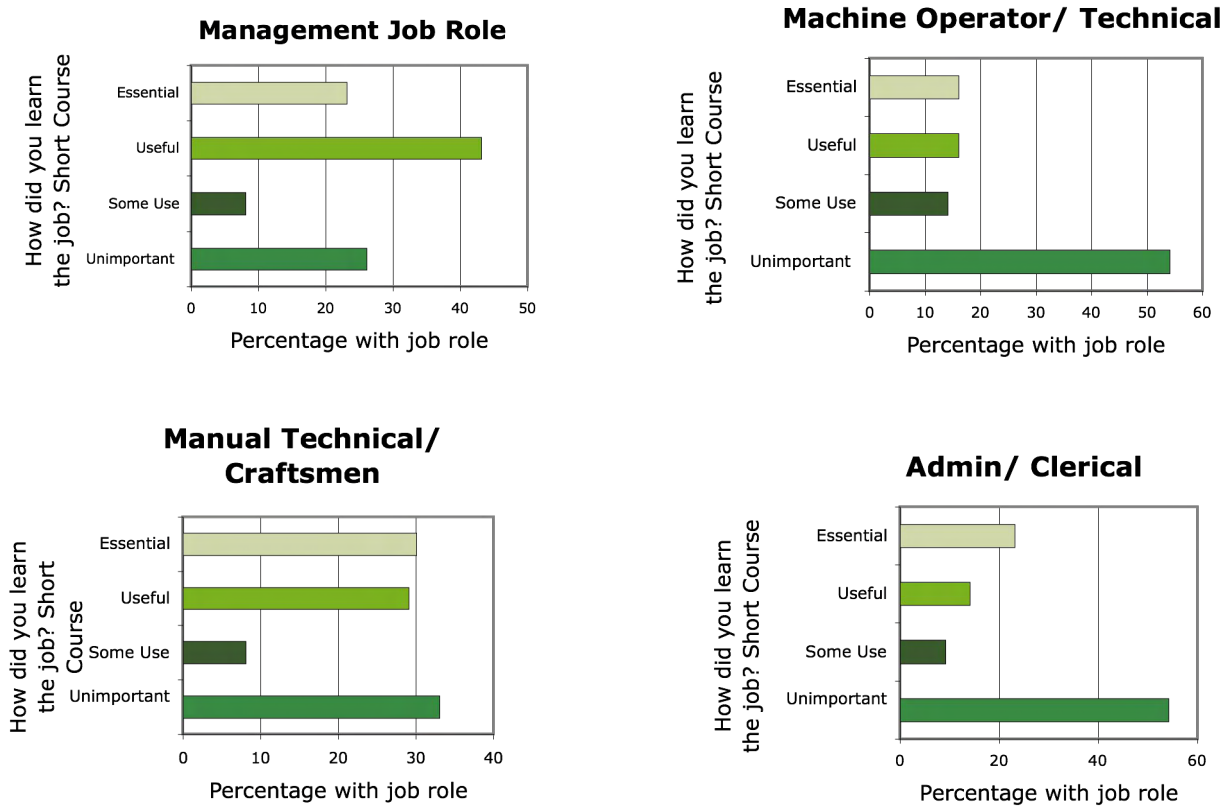 Management Job Role
How did you learn
the job? Short Course
Essential
Useful
Some Use
Unimportant
0 10 20 30 40 50
Percentage with job role
Machine Operator/ Technical
How did you learn
the job? Short Course
Essential
Useful
Some Use
Unimportant
0 10 20 30 40 50 60
Percentage with job role
Manual Technical/
Craftsmen
How did you learn
the job? Short
Course
Essential
Useful
Some Use
Unimportant
0 10 20 30 40
Percentage with job role
Admin/ Clerical
How did you learn
the job? Short Course
Essential
Useful
Some Use
Unimportant
0 20 40 60
Percentage with job role